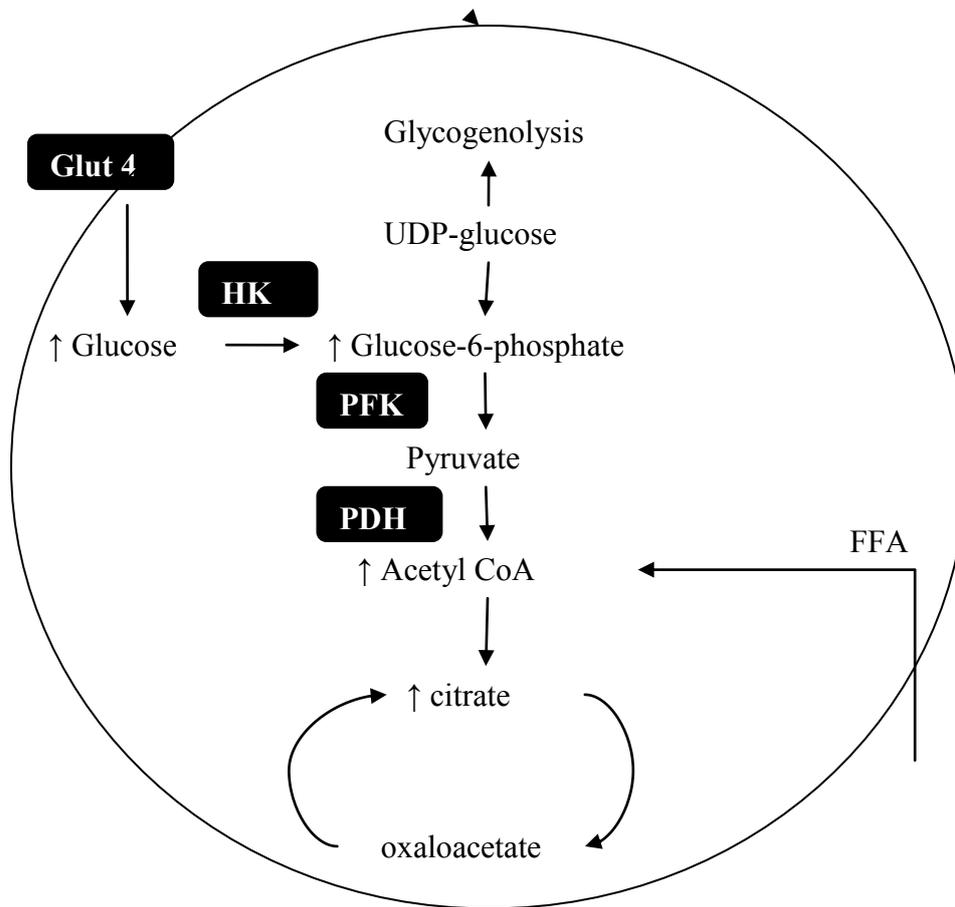 Glycogenolysis
Glut 4
UDP-glucose
HK
↑ Glucose
↑ Glucose-6-phosphate
PFK
Pyruvate
PDH
FFA
↑ Acetyl CoA
↑ citrate
oxaloacetate